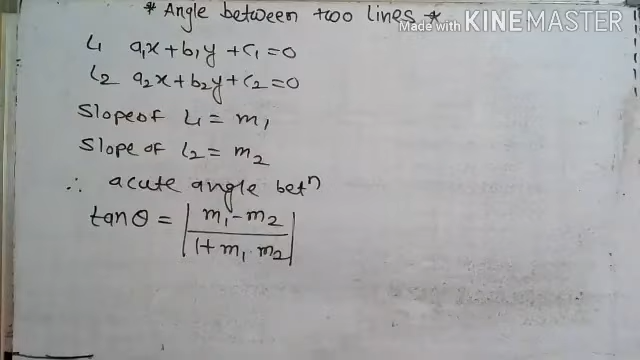 * Angle between two lines *
Made with KINEMASTER
L1 a₁x + b₁y + c₁ = 0
L2 a₂x + b₂y + c₂ = 0
Slope of L1 = m₁
Slope of L2 = m₂
∴ acute angle betⁿ
tanθ = | m₁ - m₂ / 1 + m₁ . m₂ |